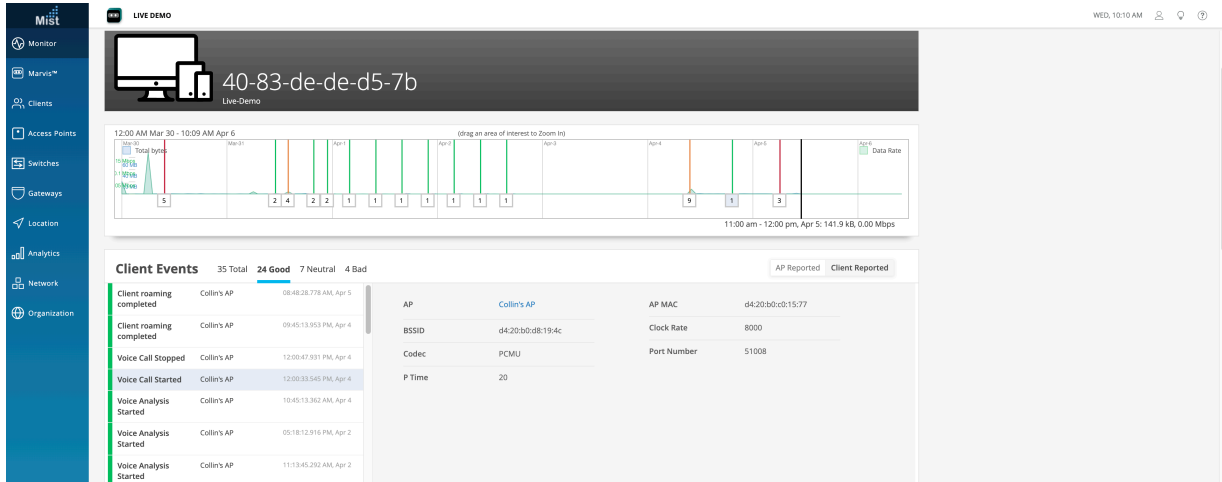 Mist
LIVE DEMO
WED, 10:10 AM
Monitor
Marvis™
Clients
Access Points
Switches
Gateways
Location
Analytics
Network
Organization
40-83-de-de-d5-7b
Live-Demo
12:00 AM Mar 30 - 10:09 AM Apr 6
(drag an area of interest to Zoom In)
Mar-30 Mar-31 Apr-1 Apr-2 Apr-3 Apr-4 Apr-5 Apr-6
Total bytes
Data Rate
5 2 4 2 2 1 1 1 1 1 1 1 9 1 3
11:00 am - 12:00 pm, Apr 5: 141.9 kB, 0.00 Mbps
Client Events 35 Total 24 Good 7 Neutral 4 Bad
AP Reported Client Reported
Client roaming completed Collin's AP 08:48:28.778 AM, Apr 5
Client roaming completed Collin's AP 09:45:13.953 PM, Apr 4
Voice Call Stopped Collin's AP 12:00:47.931 PM, Apr 4
Voice Call Started Collin's AP 12:00:33.545 PM, Apr 4
Voice Analysis Started Collin's AP 10:45:13.362 AM, Apr 4
Voice Analysis Started Collin's AP 05:18:12.916 PM, Apr 2
Voice Analysis Started Collin's AP 11:13:45.292 AM, Apr 2
AP Collin's AP
BSSID d4:20:b0:d8:19:4c
Codec PCMU
P Time 20
AP MAC d4:20:b0:c0:15:77
Clock Rate 8000
Port Number 51008